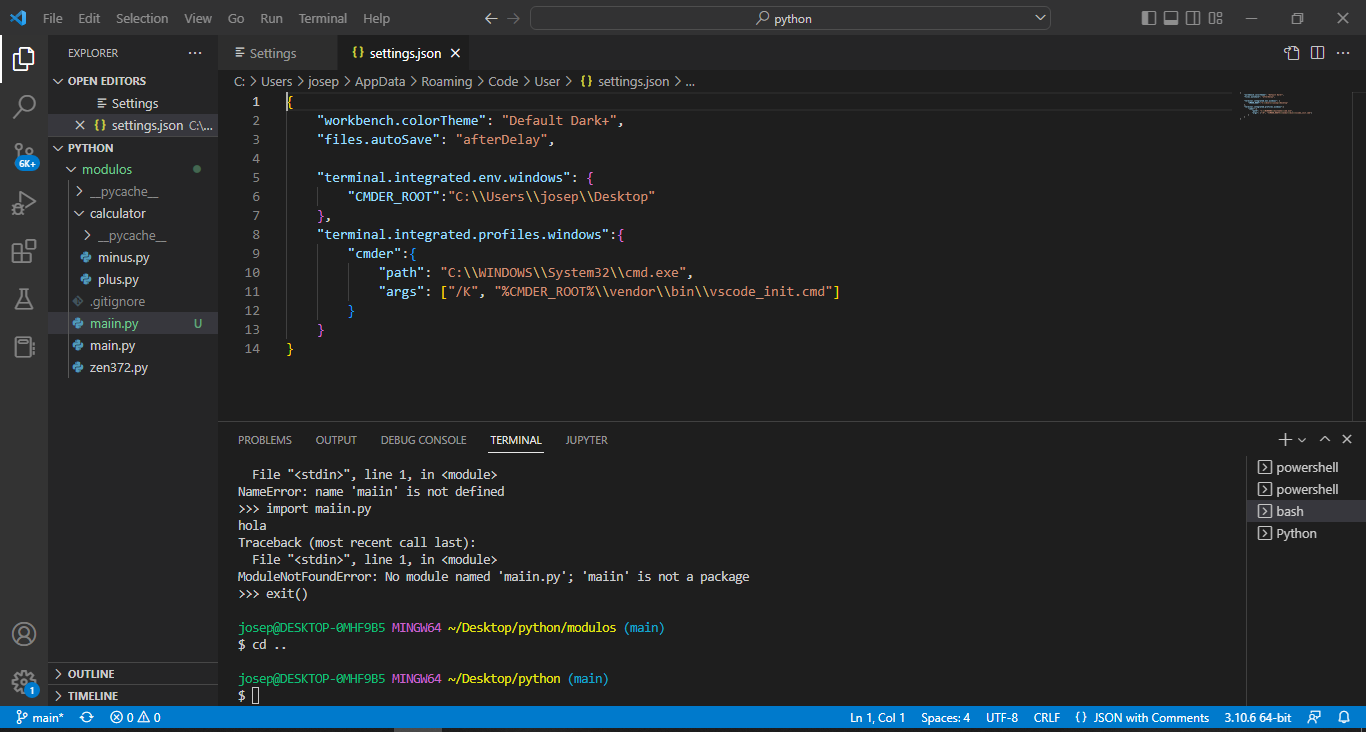 File Edit Selection View Go Run Terminal Help
python
EXPLORER
OPEN EDITORS
Settings
settings.json C:\...
PYTHON
modulos
__pycache__
calculator
__pycache__
minus.py
plus.py
.gitignore
maiin.py U
main.py
zen372.py
OUTLINE
TIMELINE
6K+
1
Settings
settings.json
C: > Users > josep > AppData > Roaming > Code > User > {} settings.json > ...
1 {
2 "workbench.colorTheme": "Default Dark+",
3 "files.autoSave": "afterDelay",
4
5 "terminal.integrated.env.windows": {
6 "CMDER_ROOT":"C:\\Users\\josep\\Desktop"
7 },
8 "terminal.integrated.profiles.windows":{
9 "cmder":{
10 "path": "C:\\WINDOWS\\System32\\cmd.exe",
11 "args": ["/K", "%CMDER_ROOT%\\vendor\\bin\\vscode_init.cmd"]
12 }
13 }
14 }
PROBLEMS OUTPUT DEBUG CONSOLE TERMINAL JUPYTER
File "<stdin>", line 1, in <module>
NameError: name 'maiin' is not defined
>>> import maiin.py
hola
Traceback (most recent call last):
File "<stdin>", line 1, in <module>
ModuleNotFoundError: No module named 'maiin.py'; 'maiin' is not a package
>>> exit()
josep@DESKTOP-0MHF9B5 MINGW64 ~/Desktop/python/modulos (main)
$ cd ..
josep@DESKTOP-0MHF9B5 MINGW64 ~/Desktop/python (main)
$
powershell
powershell
bash
Python
main* 0 0 Ln 1, Col 1 Spaces: 4 UTF-8 CRLF {} JSON with Comments 3.10.6 64-bit